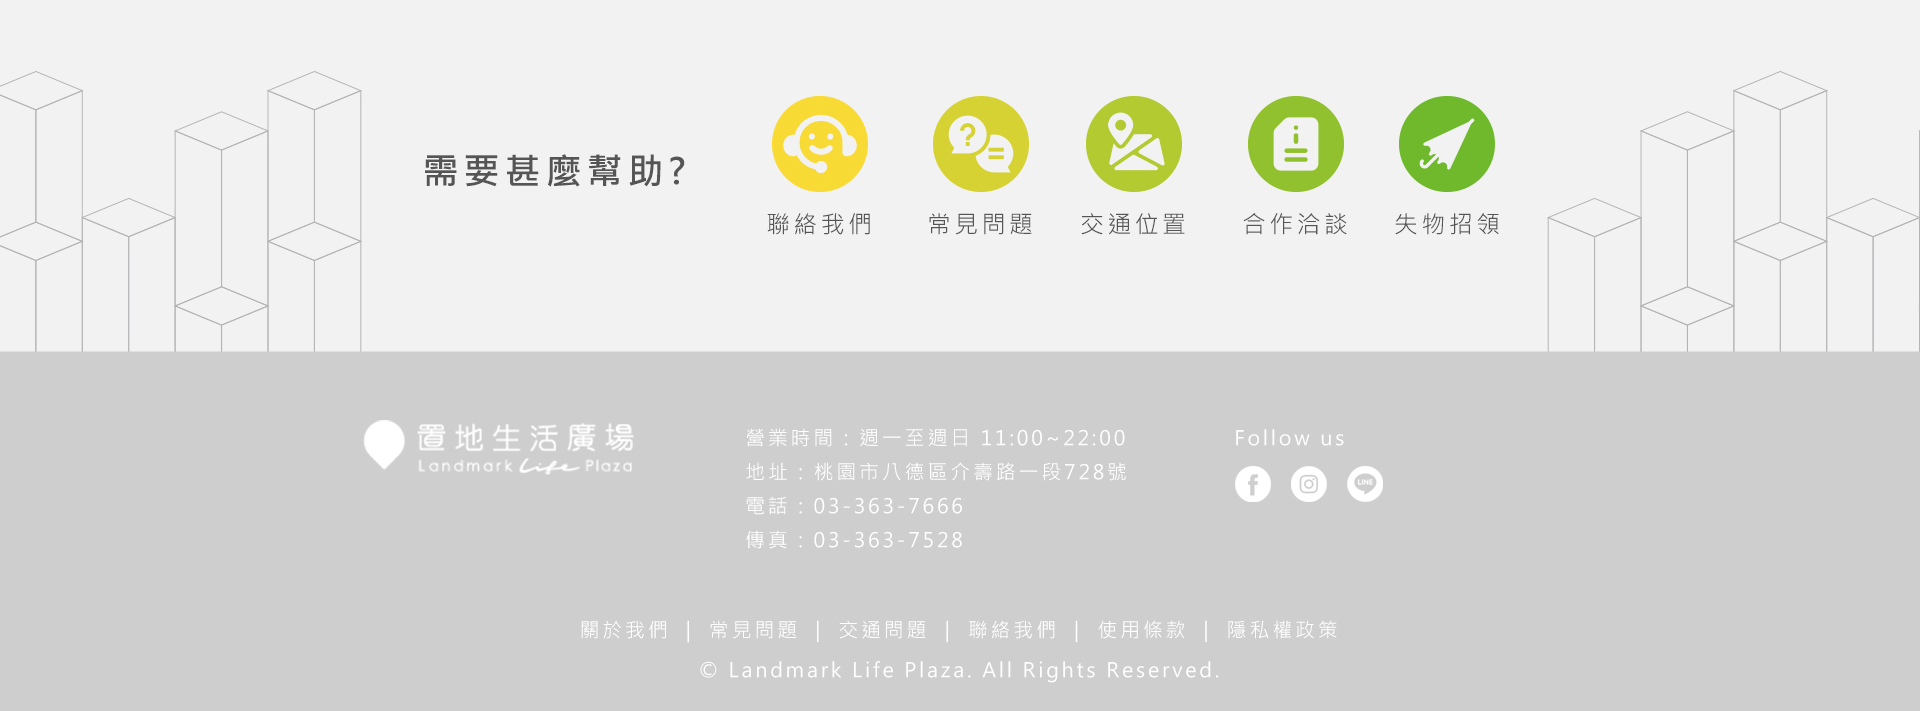 需要甚麼幫助?
聯絡我們
常見問題
交通位置
合作洽談
失物招領
置地生活廣場
Landmark Life Plaza
營業時間：週一至週日 11:00~22:00
地址：桃園市八德區介壽路一段728號
電話：03-363-7666
傳真：03-363-7528
Follow us
LINE
關於我們 | 常見問題 | 交通問題 | 聯絡我們 | 使用條款 | 隱私權政策
© Landmark Life Plaza. All Rights Reserved.